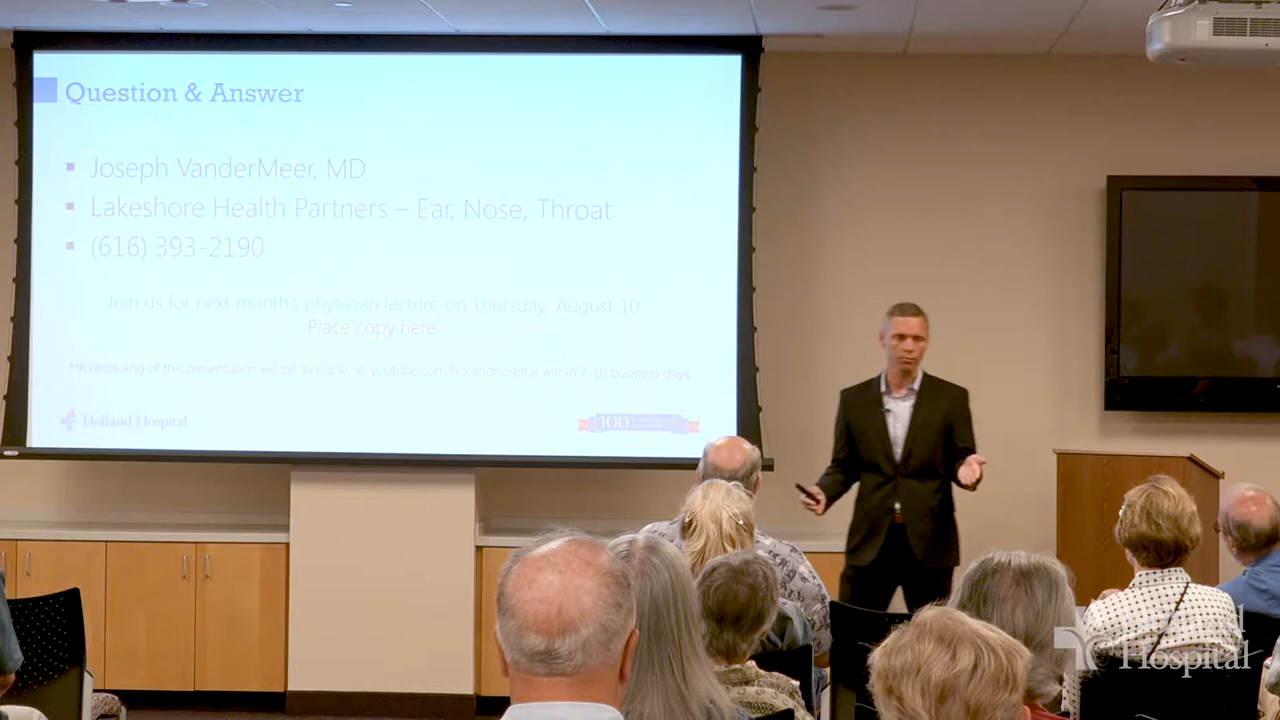 Question & Answer
Joseph VanderMeer, MD
Lakeshore Health Partners – Ear, Nose, Throat
(616) 393-2190
Join us for next month's physician lecture on Thursday, August 10
Place copy here
**A recording of this presentation will be available at youtube.com/hollandhospital within 7-10 business days.
Holland Hospital
100
Hospital